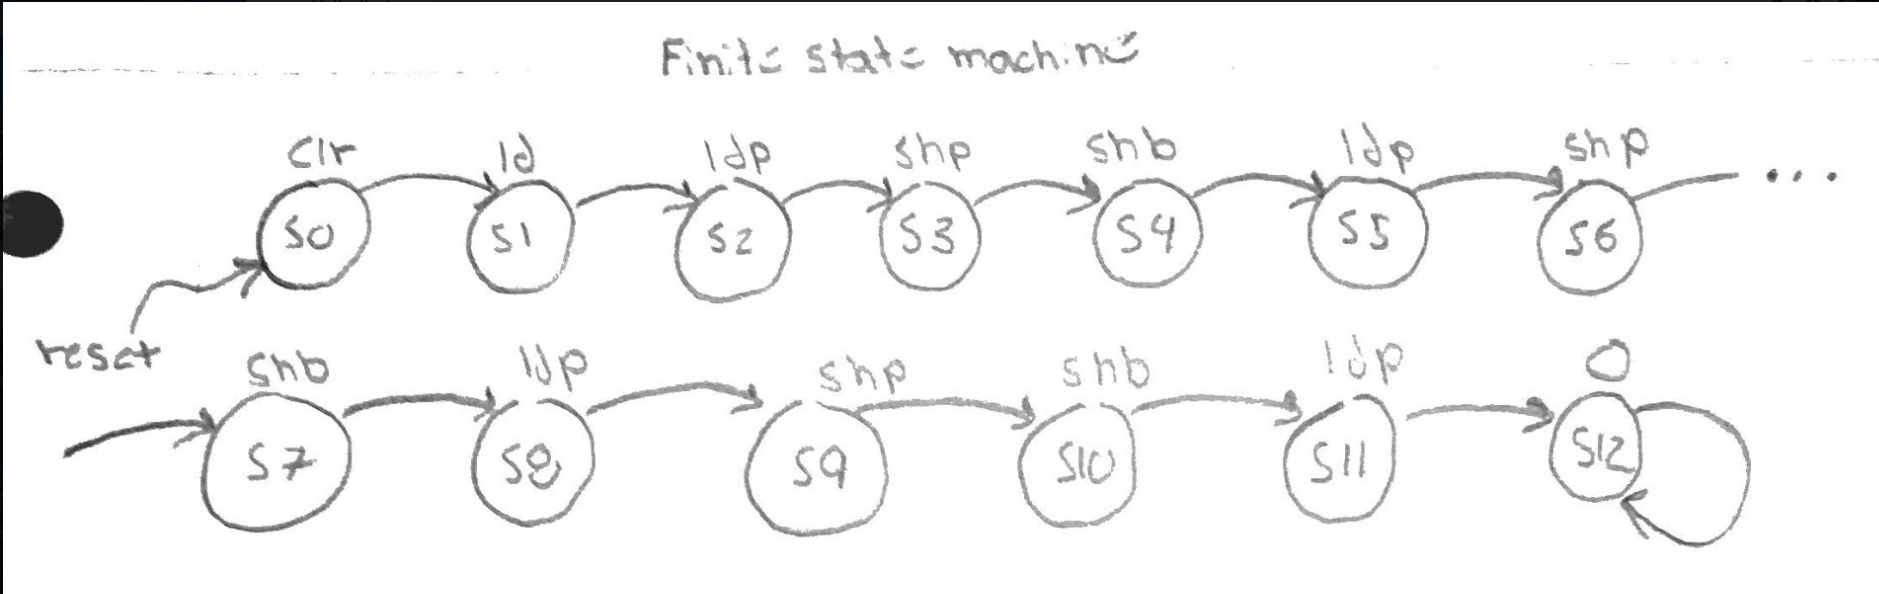 Finite state machine
clr ld ldp shp shb ldp shp
S0 S1 S2 S3 S4 S5 S6 ...
reset
shb ldp shp shb ldp 0
S7 S8 S9 S10 S11 S12